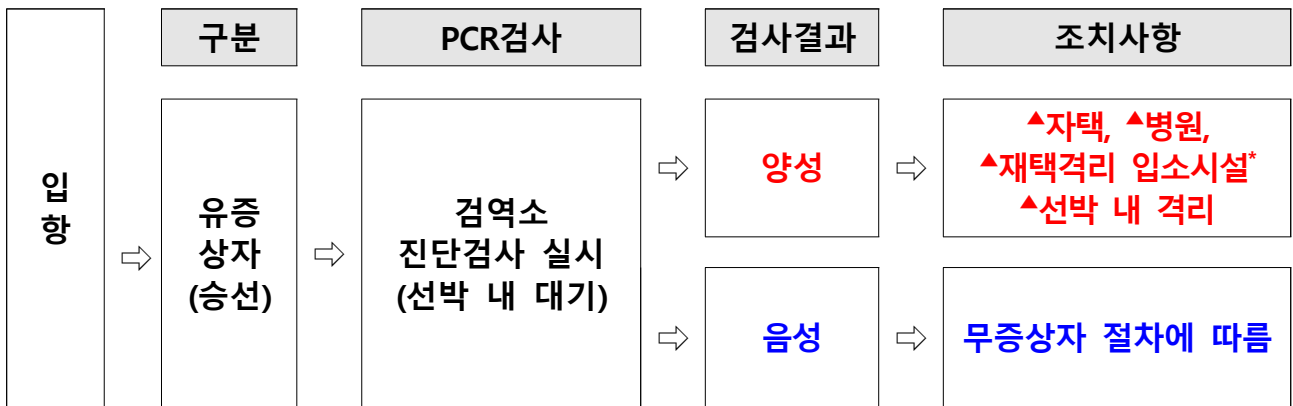 구분
PCR검사
검사결과
조치사항
입
항
⇨
유증
상자
(승선)
⇨
검역소
진단검사 실시
(선박 내 대기)
⇨
양성
⇨
▲자택, ▲병원,
▲재택격리 입소시설*
▲선박 내 격리
⇨
음성
⇨
무증상자 절차에 따름